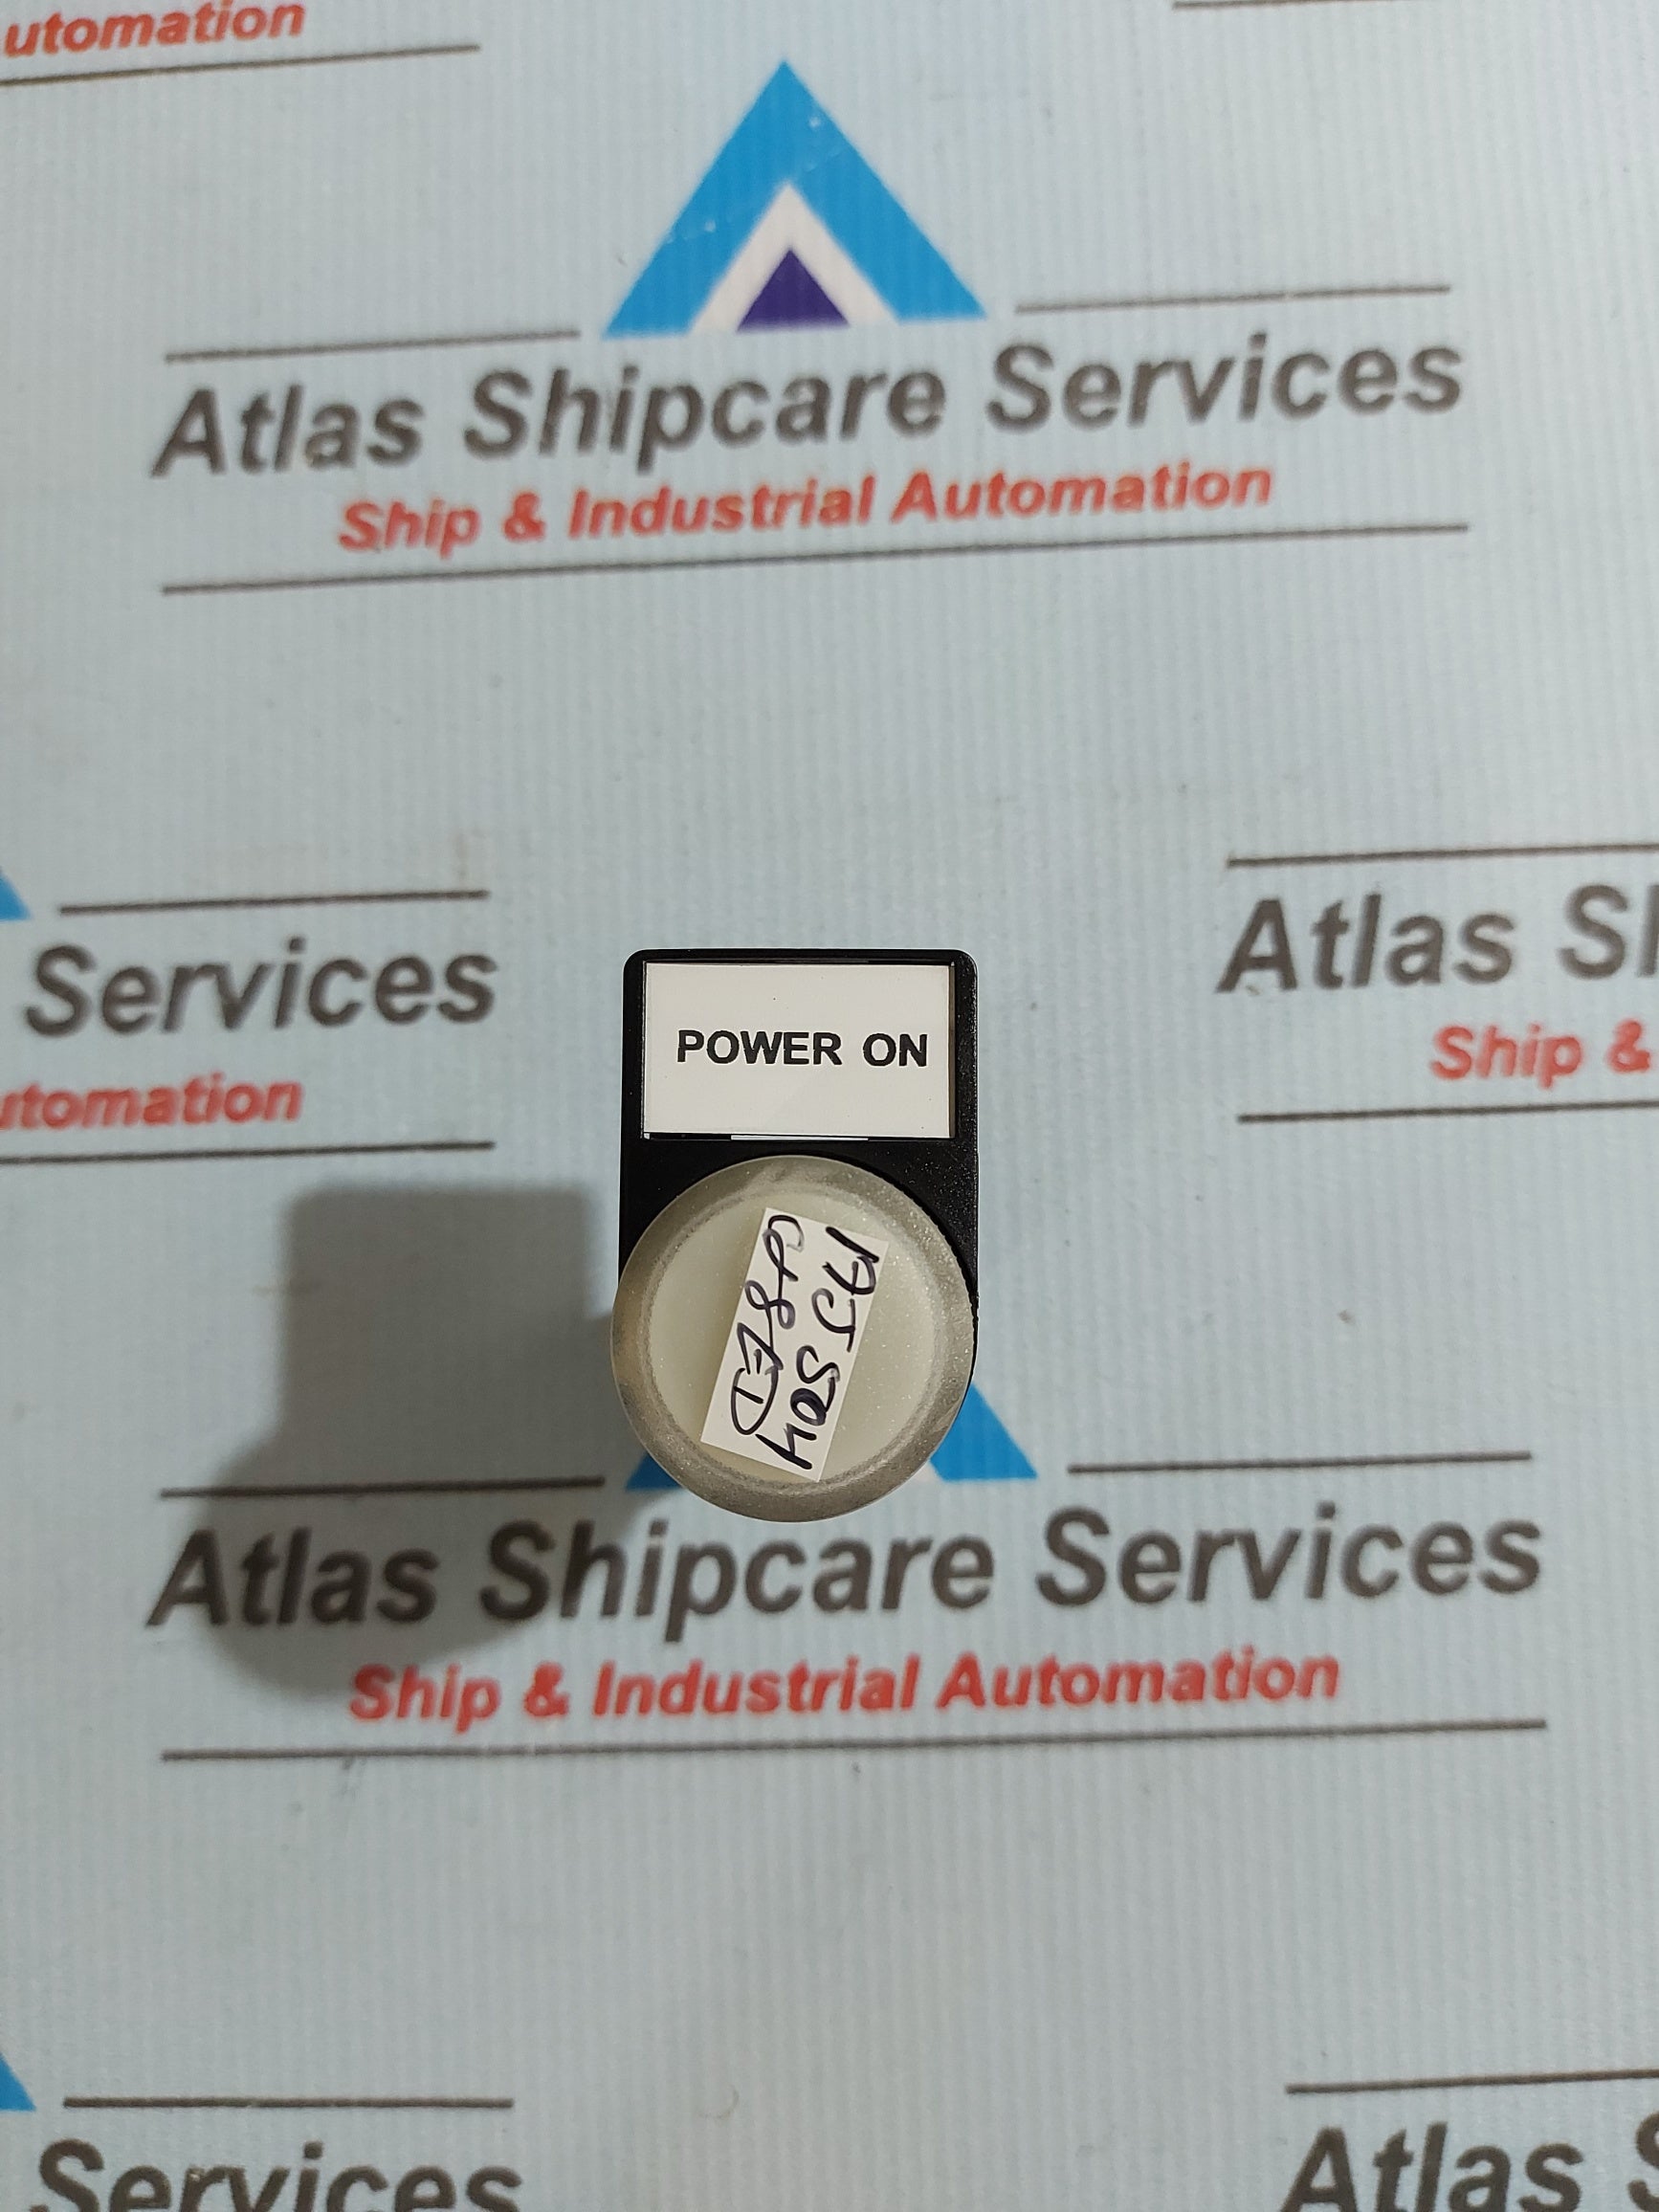 utomation
Atlas Shipcare Services
Ship & Industrial Automation
Services
utomation
Atlas
Ship &
POWER ON
Atlas Shipcare Services
Ship & Industrial Automation
Services
Atlas